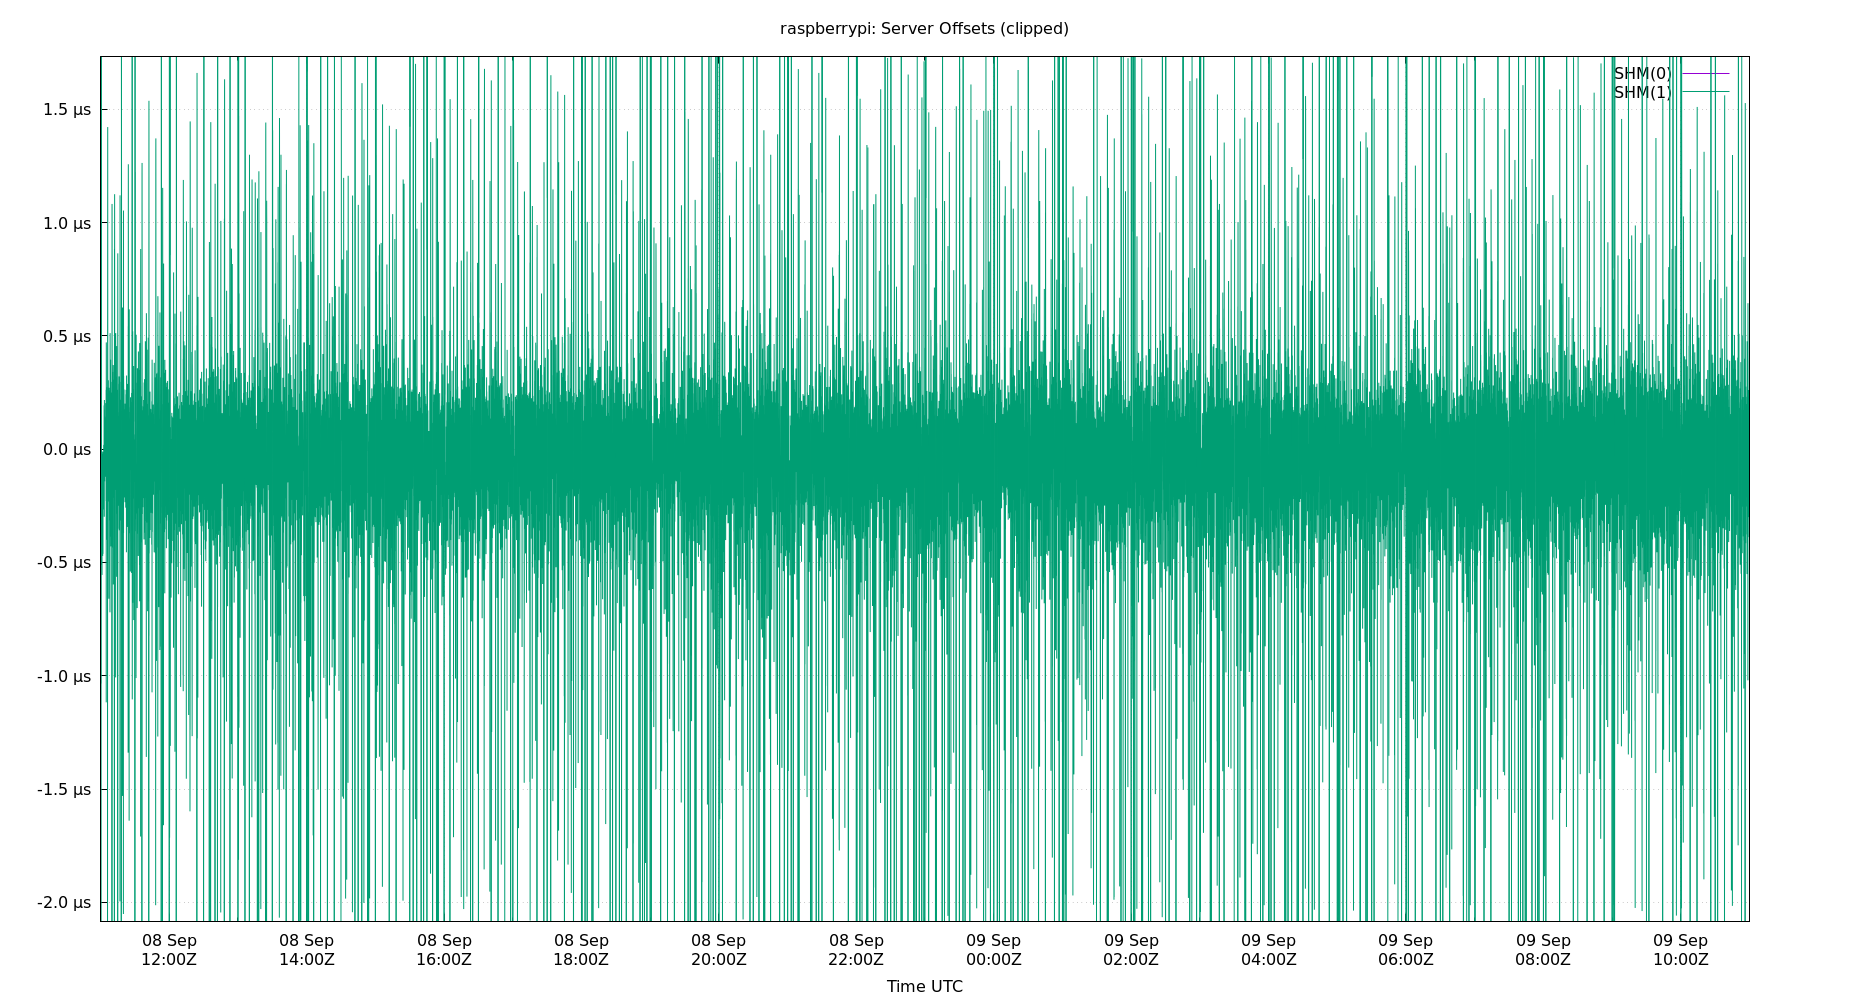 raspberrypi: Server Offsets (clipped)
SHM(0)
SHM(1)
1.5 µs
1.0 µs
0.5 µs
0.0 µs
-0.5 µs
-1.0 µs
-1.5 µs
-2.0 µs
08 Sep 08 Sep 08 Sep 08 Sep 08 Sep 08 Sep 09 Sep 09 Sep 09 Sep 09 Sep 09 Sep 09 Sep
12:00Z 14:00Z 16:00Z 18:00Z 20:00Z 22:00Z 00:00Z 02:00Z 04:00Z 06:00Z 08:00Z 10:00Z
Time UTC